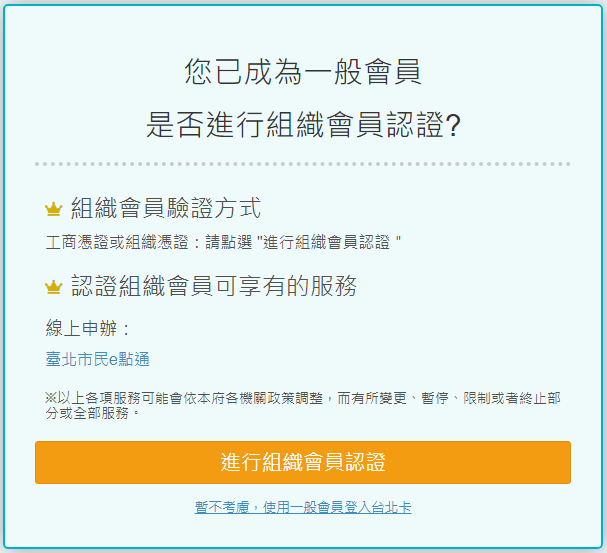 您已成為一般會員
是否進行組織會員認證?
組織會員驗證方式
工商憑證或組織憑證：請點選 "進行組織會員認證 "
認證組織會員可享有的服務
線上申辦：
臺北市民e點通
※以上各項服務可能會依本府各機關政策調整，而有所變更、暫停、限制或者終止部
分或全部服務。
進行組織會員認證
暫不考慮，使用一般會員登入台北卡